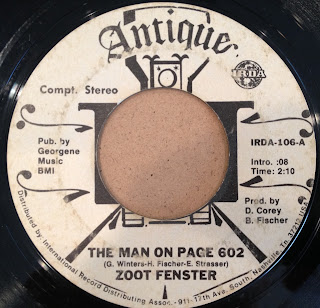 Antique
Compt. Stereo
IRDA
Pub. by
Georgene
Music
BMI
IRDA-106-A
Intro. :08
Time: 2:10
Prod. by
D. Corey
B. Fischer
THE MAN ON PAGE 602
(G. Winters-H. Fischer-E. Strasser)
ZOOT FENSTER
Distributed by International Record Distributing Assoc. - 911- 17th Ave. South, Nashville Tn.